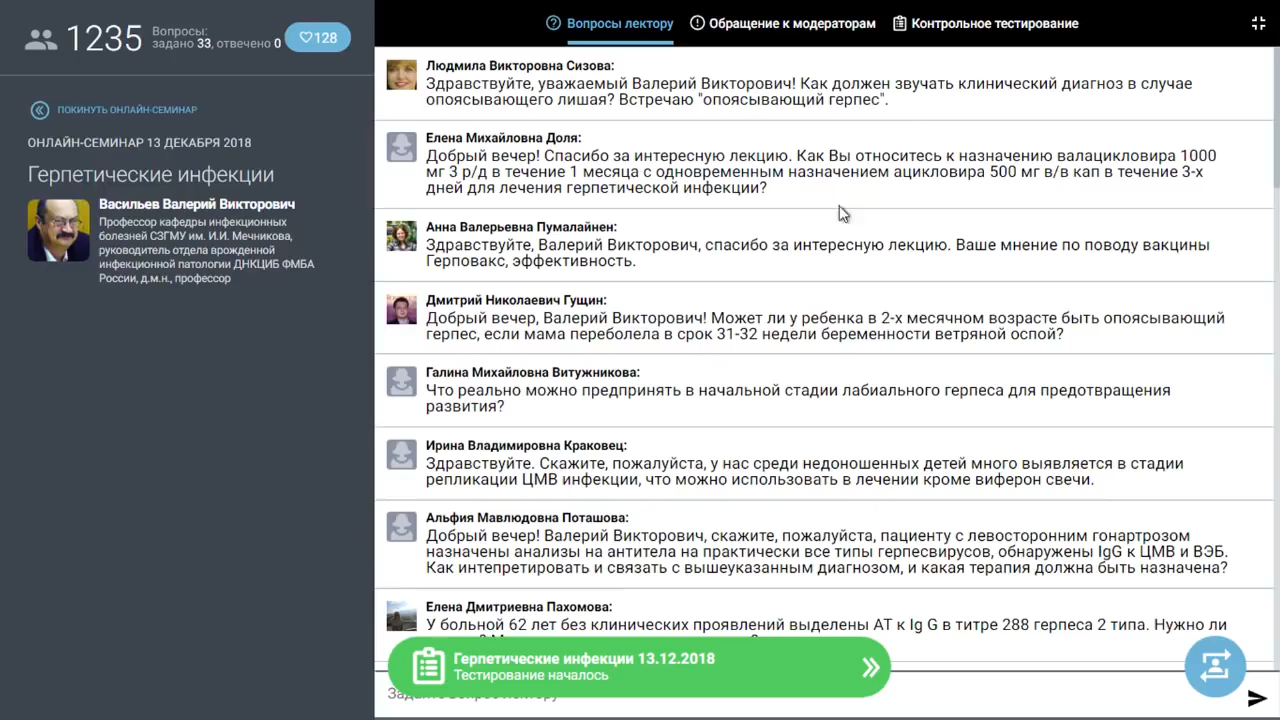 1235
Вопросы:
задано 33, отвечено 0
128
Вопросы лектору
Обращение к модераторам
Контрольное тестирование
ПОКИНУТЬ ОНЛАЙН-СЕМИНАР
ОНЛАЙН-СЕМИНАР 13 ДЕКАБРЯ 2018
Герпетические инфекции
Васильев Валерий Викторович
Профессор кафедры инфекционных
болезней СЗГМУ им. И.И. Мечникова,
руководитель отдела врожденной
инфекционной патологии ДНКЦИБ ФМБА
России, д.м.н., профессор
Людмила Викторовна Сизова:
Здравствуйте, уважаемый Валерий Викторович! Как должен звучать клинический диагноз в случае
опоясывающего лишая? Встречаю "опоясывающий герпес".
Елена Михайловна Доля:
Добрый вечер! Спасибо за интересную лекцию. Как Вы относитесь к назначению валацикловира 1000
мг 3 р/д в течение 1 месяца с одновременным назначением ацикловира 500 мг в/в кап в течение 3-х
дней для лечения герпетической инфекции?
Анна Валерьевна Пумалайнен:
Здравствуйте, Валерий Викторович, спасибо за интересную лекцию. Ваше мнение по поводу вакцины
Герповакс, эффективность.
Дмитрий Николаевич Гущин:
Добрый вечер, Валерий Викторович! Может ли у ребенка в 2-х месячном возрасте быть опоясывающий
герпес, если мама переболела в срок 31-32 недели беременности ветряной оспой?
Галина Михайловна Витужникова:
Что реально можно предпринять в начальной стадии лабиального герпеса для предотвращения
развития?
Ирина Владимировна Краковец:
Здравствуйте. Скажите, пожалуйста, у нас среди недоношенных детей много выявляется в стадии
репликации ЦМВ инфекции, что можно использовать в лечении кроме виферон свечи.
Альфия Мавлюдовна Поташова:
Добрый вечер! Валерий Викторович, скажите, пожалуйста, пациенту с левосторонним гонартрозом
назначены анализы на антитела на практически все типы герпесвирусов, обнаружены IgG к ЦМВ и ВЭБ.
Как интепретировать и связать с вышеуказанным диагнозом, и какая терапия должна быть назначена?
Елена Дмитриевна Пахомова:
У больной 62 лет без клинических проявлений выделены АТ к Ig G в титре 288 герпеса 2 типа. Нужно ли
Герпетические инфекции 13.12.2018
Тестирование началось